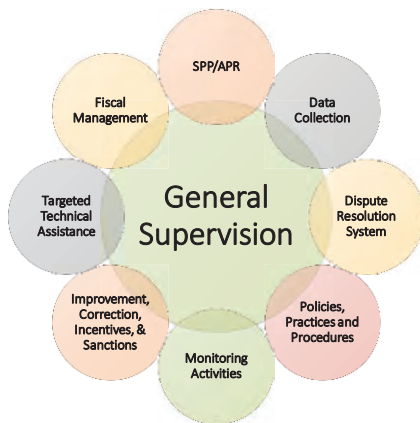 SPP/APR
Fiscal
Management
Data
Collection
Targeted
Technical
Assistance
General
Supervision
Dispute
Resolution
System
Improvement,
Correction,
Incentives, &
Sanctions
Policies,
Practices and
Procedures
Monitoring
Activities